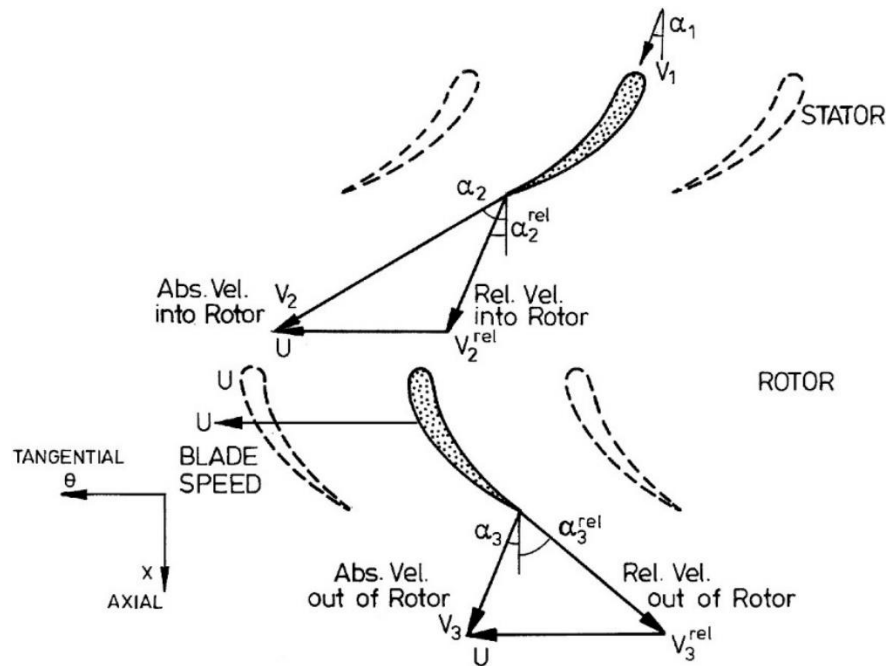 α₁
V₁
STATOR
α₂
α₂ʳᵉˡ
Abs. Vel.
into Rotor
V₂
Rel. Vel.
into Rotor
U
V₂ʳᵉˡ
U
ROTOR
U
TANGENTIAL
θ
BLADE
SPEED
α₃
α₃ʳᵉˡ
X
AXIAL
Abs. Vel.
out of Rotor
Rel. Vel.
out of Rotor
V₃
U
V₃ʳᵉˡ